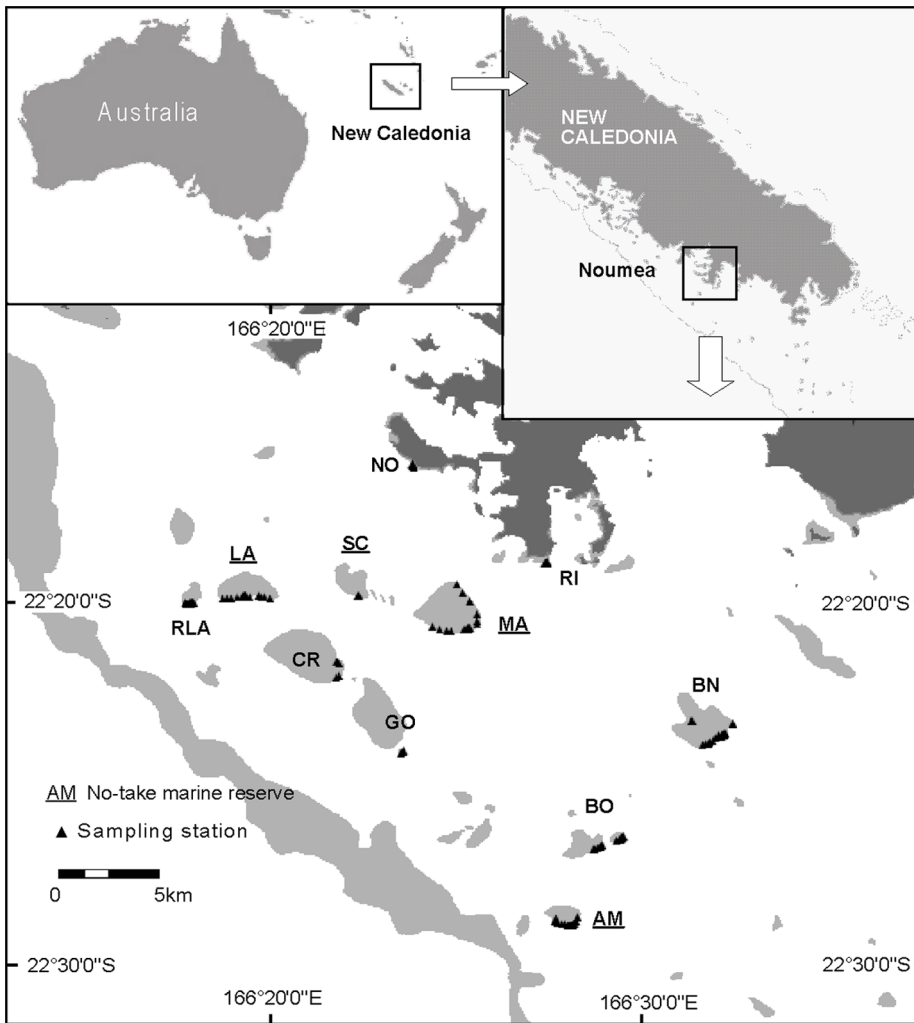 Australia
New Caledonia
NEW
CALEDONIA
Noumea
166°20'0"E
NO
LA
SC
RI
22°20'0"S
22°20'0"S
RLA
MA
CR
BN
GO
AM No-take marine reserve
BO
Sampling station
0 5km
AM
22°30'0"S
22°30'0"S
166°20'0"E
166°30'0"E